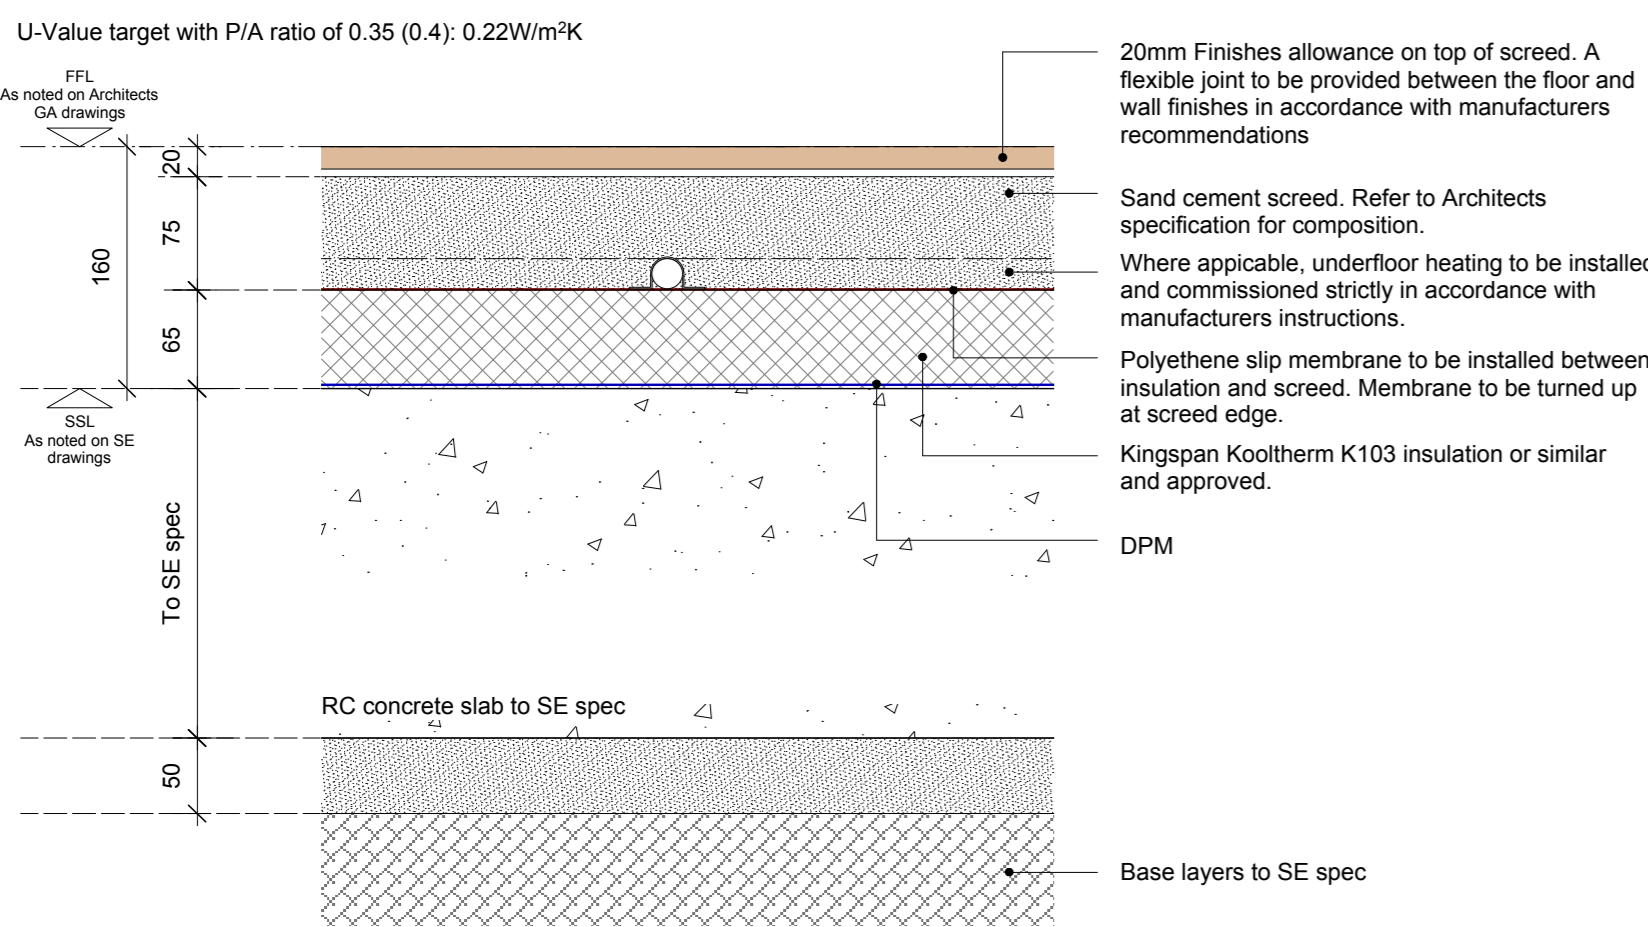 U-Value target with P/A ratio of 0.35 (0.4): 0.22W/m²K
FFL
As noted on Architects
GA drawings
20
75
160
65
SSL
As noted on SE
drawings
To SE spec
50
20mm Finishes allowance on top of screed. A
flexible joint to be provided between the floor and
wall finishes in accordance with manufacturers
recommendations
Sand cement screed. Refer to Architects
specification for composition.
Where appicable, underfloor heating to be installed
and commissioned strictly in accordance with
manufacturers instructions.
Polyethene slip membrane to be installed between
insulation and screed. Membrane to be turned up
at screed edge.
Kingspan Kooltherm K103 insulation or similar
and approved.
DPM
RC concrete slab to SE spec
Base layers to SE spec